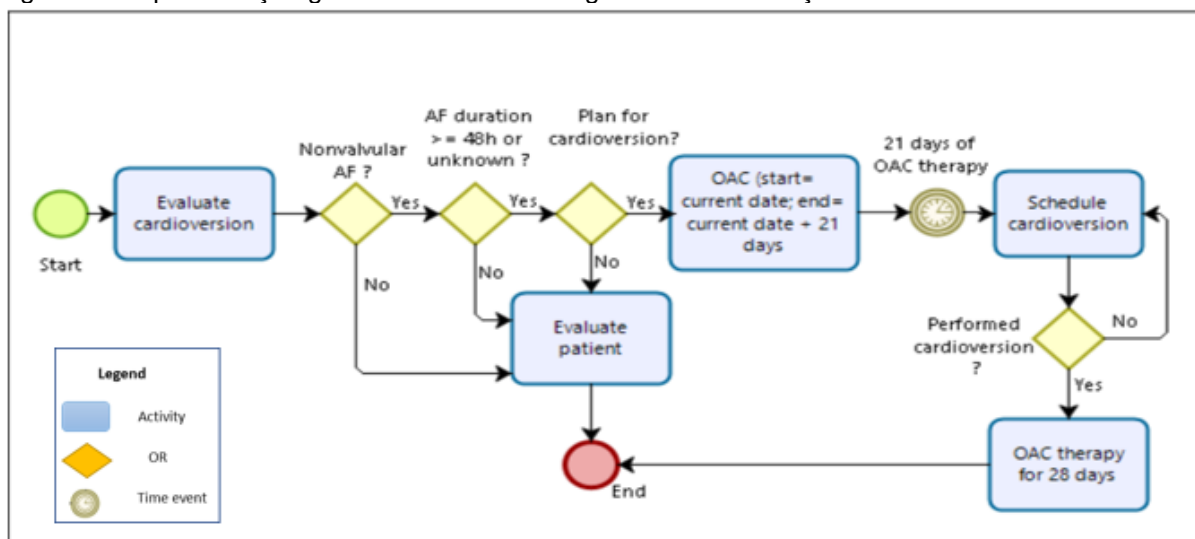 AF duration
>= 48h or
unknown ?
Plan for
cardioversion?
Nonvalvular
AF ?
21 days of
OAC therapy
Evaluate
cardioversion
Yes
Yes
Yes
OAC (start=
current date; end=
current date + 21
days
Schedule
cardioversion
Start
No
No
No
Evaluate
patient
Performed
cardioversion
?
No
Yes
Legend
Activity
OR
Time event
OAC therapy
for 28 days
End